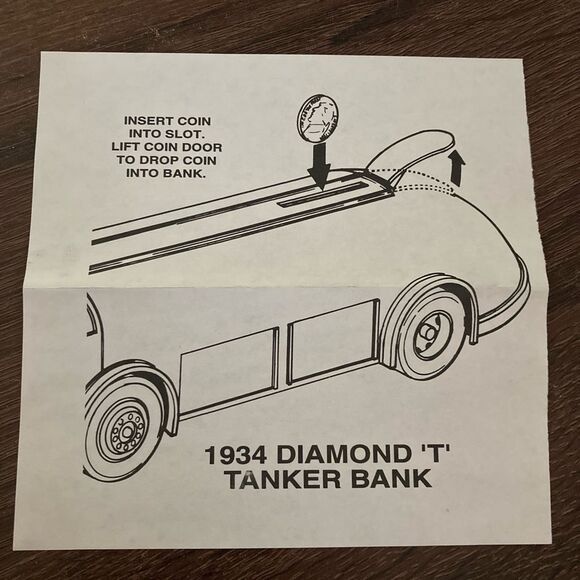 INSERT COIN
INTO SLOT.
LIFT COIN DOOR
TO DROP COIN
INTO BANK.
1934 DIAMOND 'T'
TANKER BANK